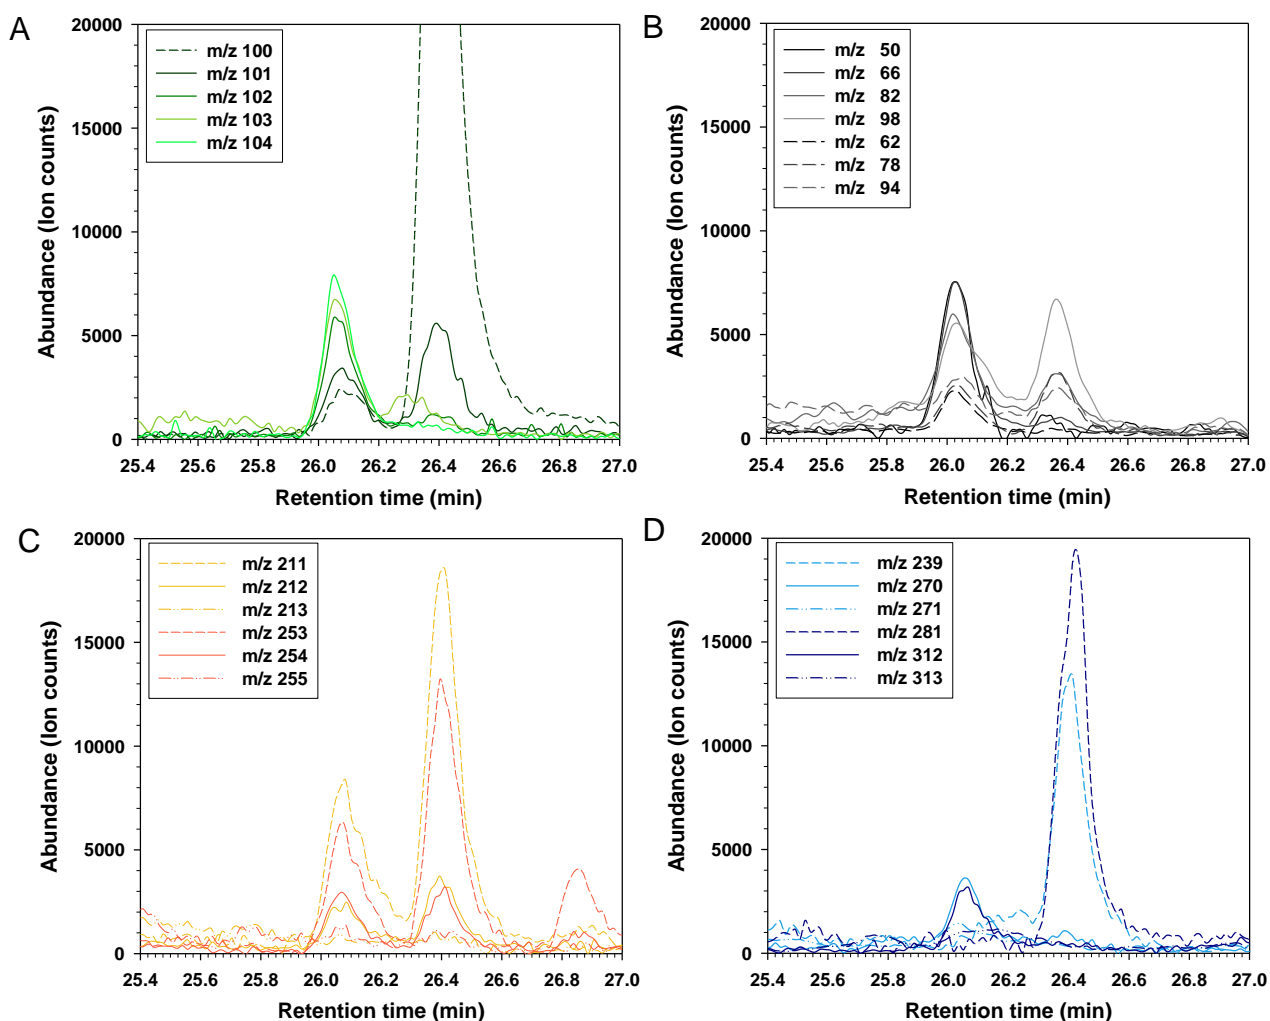 A
20000
15000
10000
5000
0
Abundance (Ion counts)
m/z 100
m/z 101
m/z 102
m/z 103
m/z 104
25.4 25.6 25.8 26.0 26.2 26.4 26.6 26.8 27.0
Retention time (min)
B
20000
15000
10000
5000
0
Abundance (Ion counts)
m/z 50
m/z 66
m/z 82
m/z 98
m/z 62
m/z 78
m/z 94
25.4 25.6 25.8 26.0 26.2 26.4 26.6 26.8 27.0
Retention time (min)
C
20000
15000
10000
5000
0
Abundance (Ion counts)
m/z 211
m/z 212
m/z 213
m/z 253
m/z 254
m/z 255
25.4 25.6 25.8 26.0 26.2 26.4 26.6 26.8 27.0
Retention time (min)
D
20000
15000
10000
5000
0
Abundance (Ion counts)
m/z 239
m/z 270
m/z 271
m/z 281
m/z 312
m/z 313
25.4 25.6 25.8 26.0 26.2 26.4 26.6 26.8 27.0
Retention time (min)